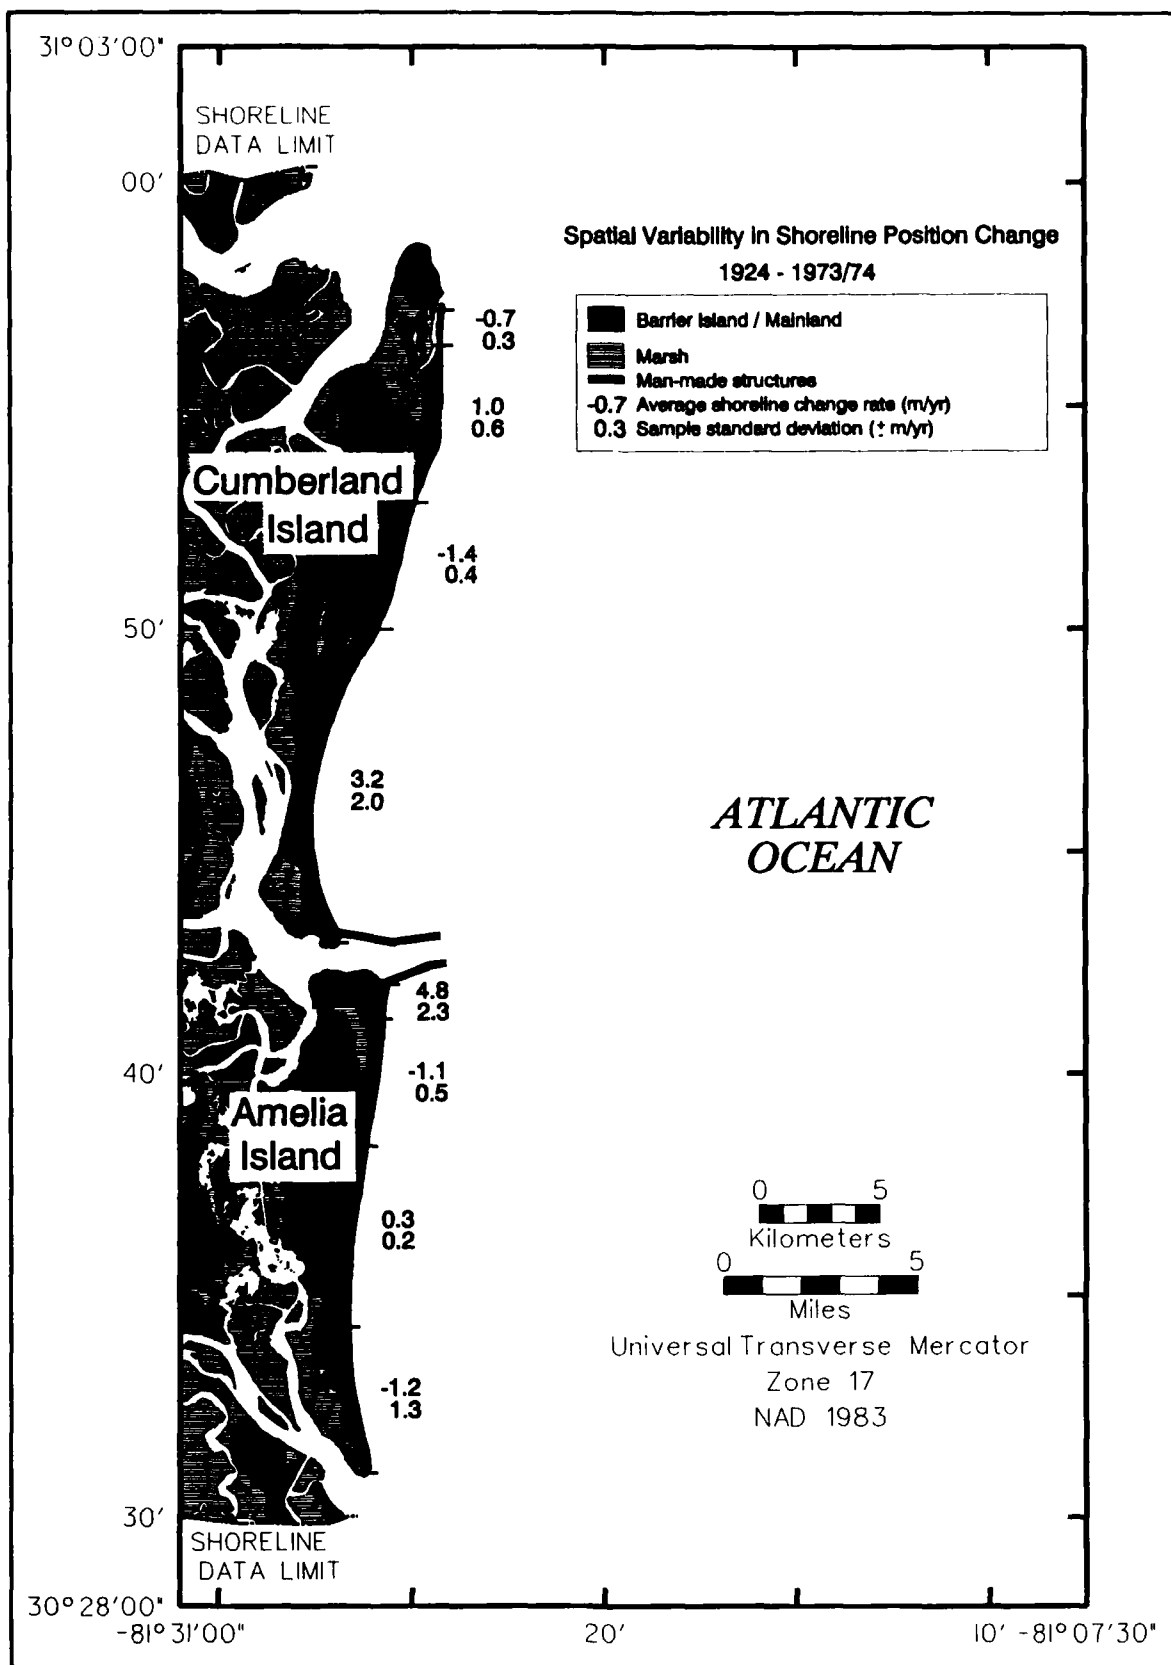 31°03'00"
SHORELINE
DATA LIMIT
00'
Spatial Variability in Shoreline Position Change
1924 - 1973/74
Barrier Island / Mainland
Marsh
Man-made structures
-0.7 Average shoreline change rate (m/yr)
0.3 Sample standard deviation (± m/yr)
-0.7
0.3
1.0
0.6
Cumberland
Island
-1.4
0.4
50'
3.2
2.0
ATLANTIC
OCEAN
4.8
2.3
40'
-1.1
0.5
Amelia
Island
0.3
0.2
0 5
Kilometers
0 5
Miles
Universal Transverse Mercator
Zone 17
NAD 1983
-1.2
1.3
30'
SHORELINE
DATA LIMIT
30°28'00"
-81°31'00" 20' 10' -81°07'30"